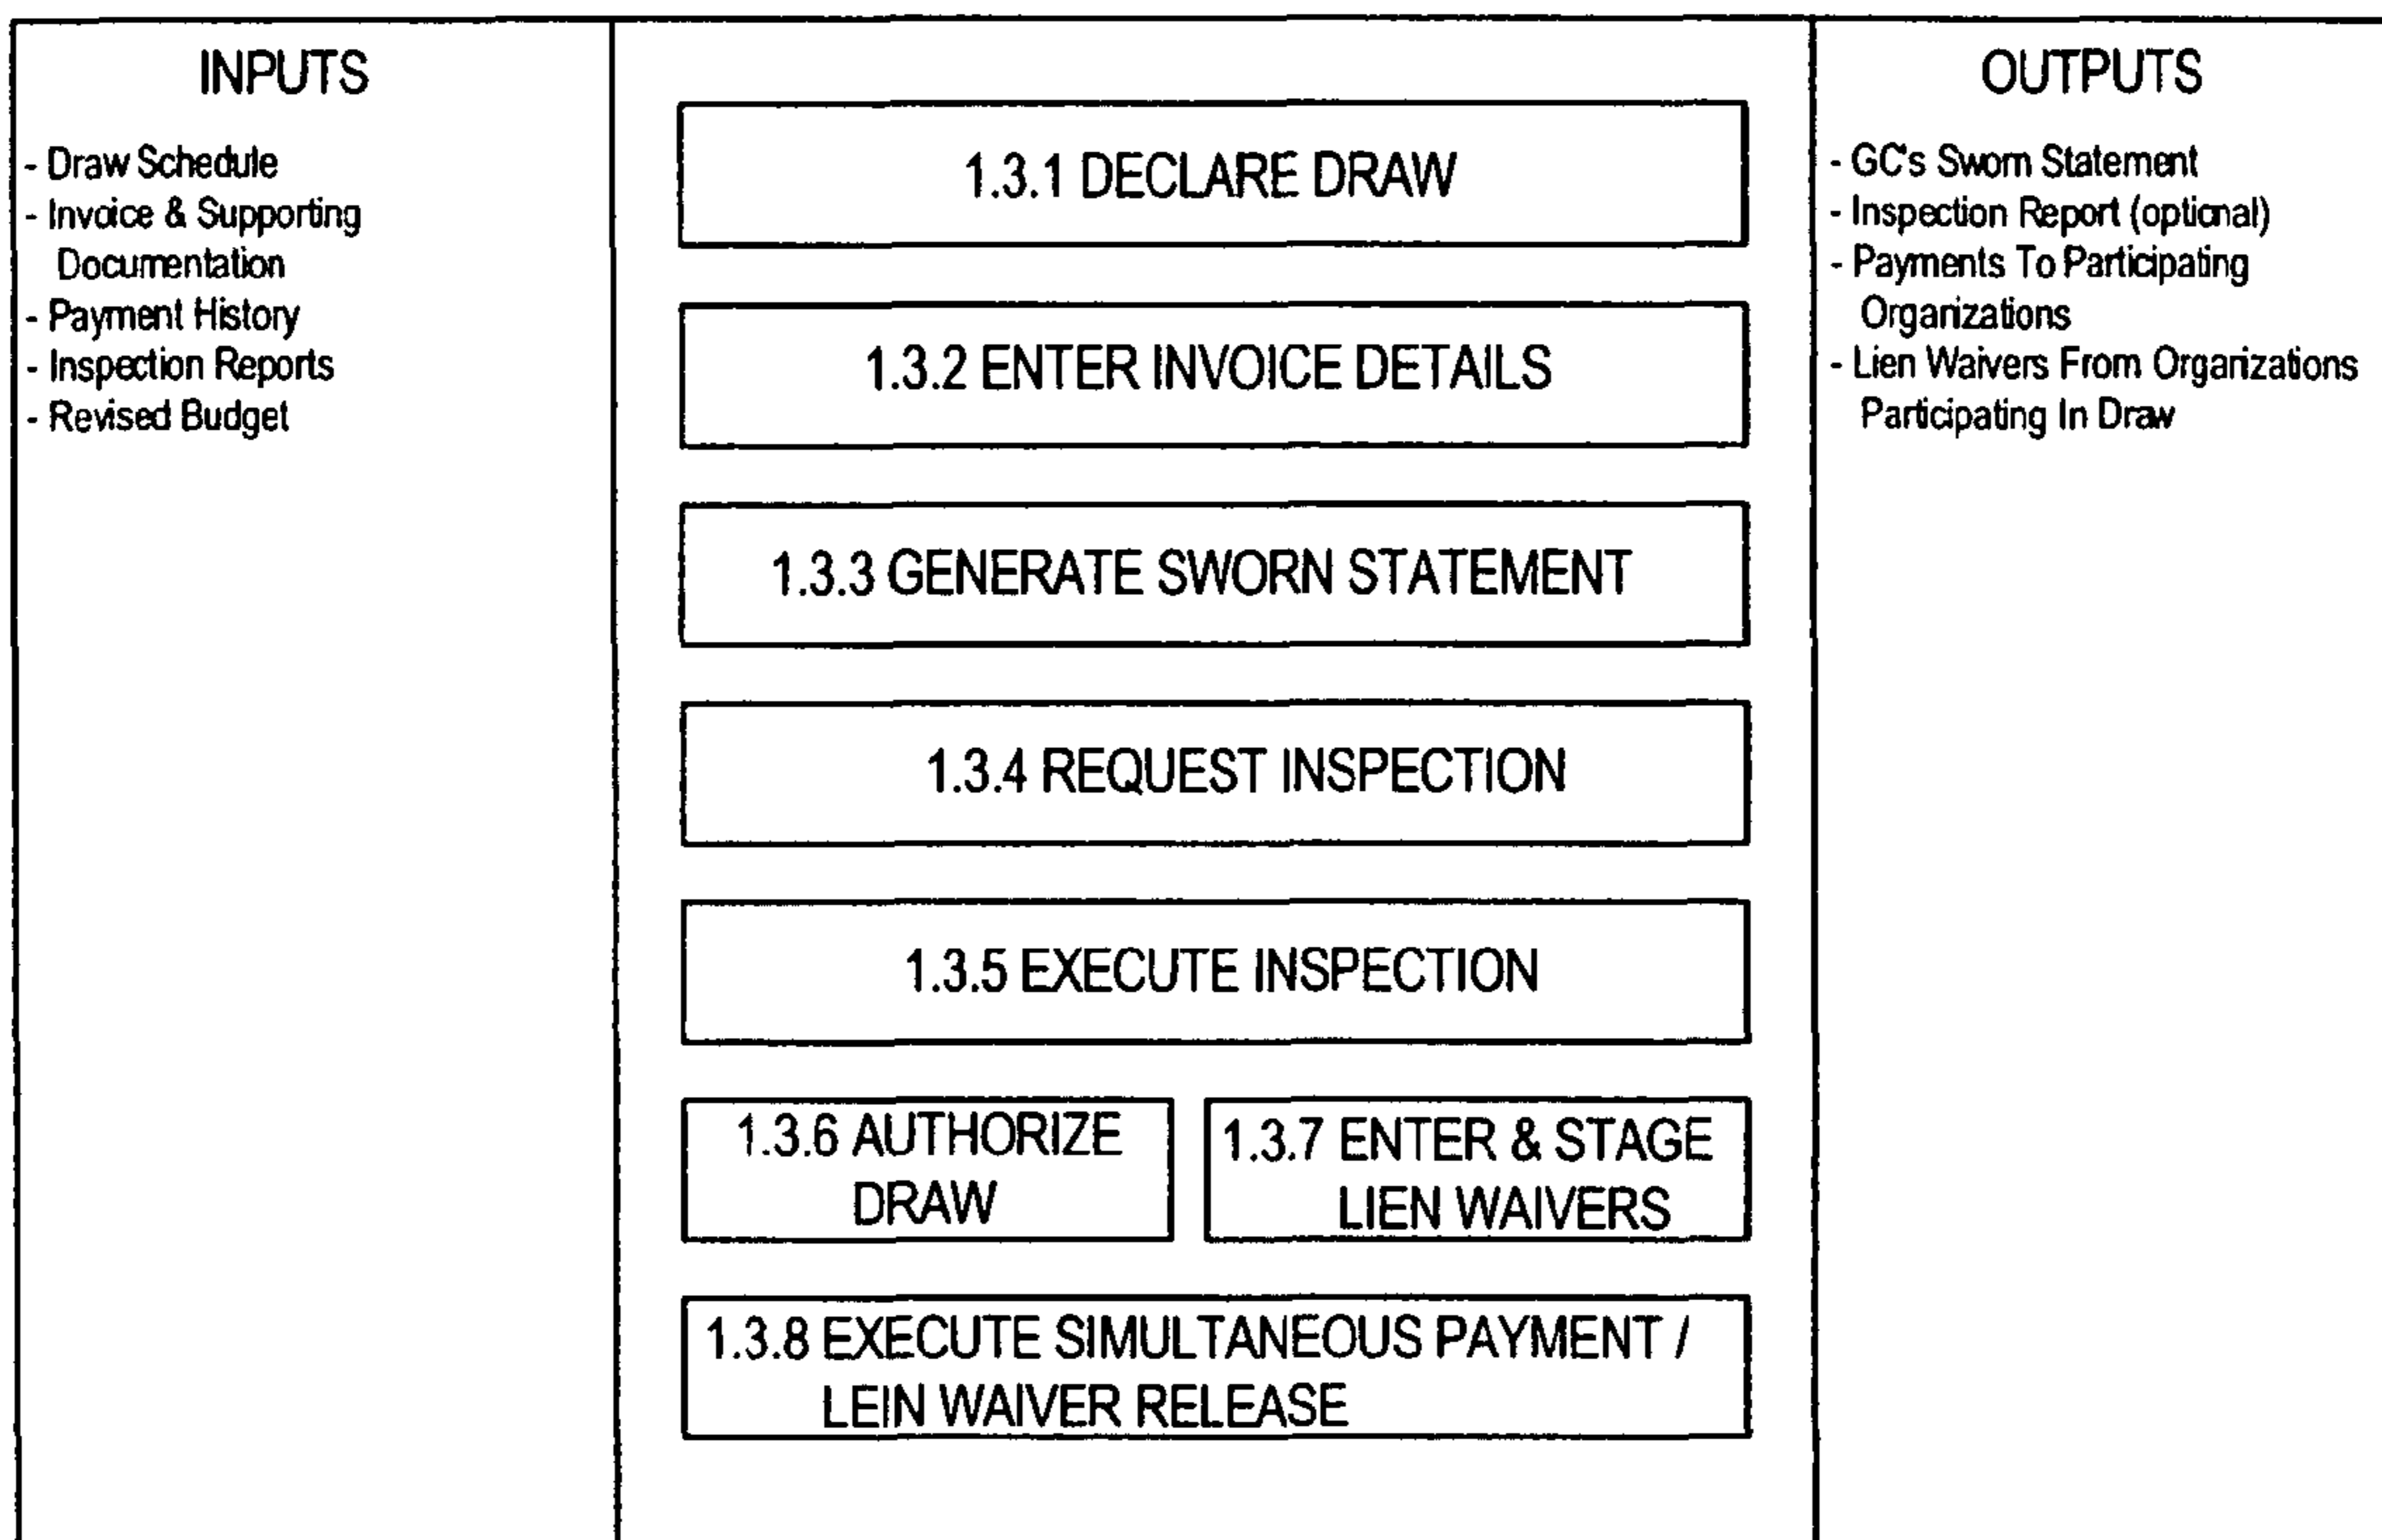 INPUTS
- Draw Schedule
- Invoice & Supporting
Documentation
- Payment History
- Inspection Reports
- Revised Budget
1.3.1 DECLARE DRAW
1.3.2 ENTER INVOICE DETAILS
1.3.3 GENERATE SWORN STATEMENT
1.3.4 REQUEST INSPECTION
1.3.5 EXECUTE INSPECTION
1.3.6 AUTHORIZE
DRAW
1.3.7 ENTER & STAGE
LIEN WAIVERS
1.3.8 EXECUTE SIMULTANEOUS PAYMENT /
LEIN WAIVER RELEASE
OUTPUTS
- GC's Sworn Statement
- Inspection Report (optional)
- Payments To Participating
Organizations
- Lien Waivers From Organizations
Participating In Draw